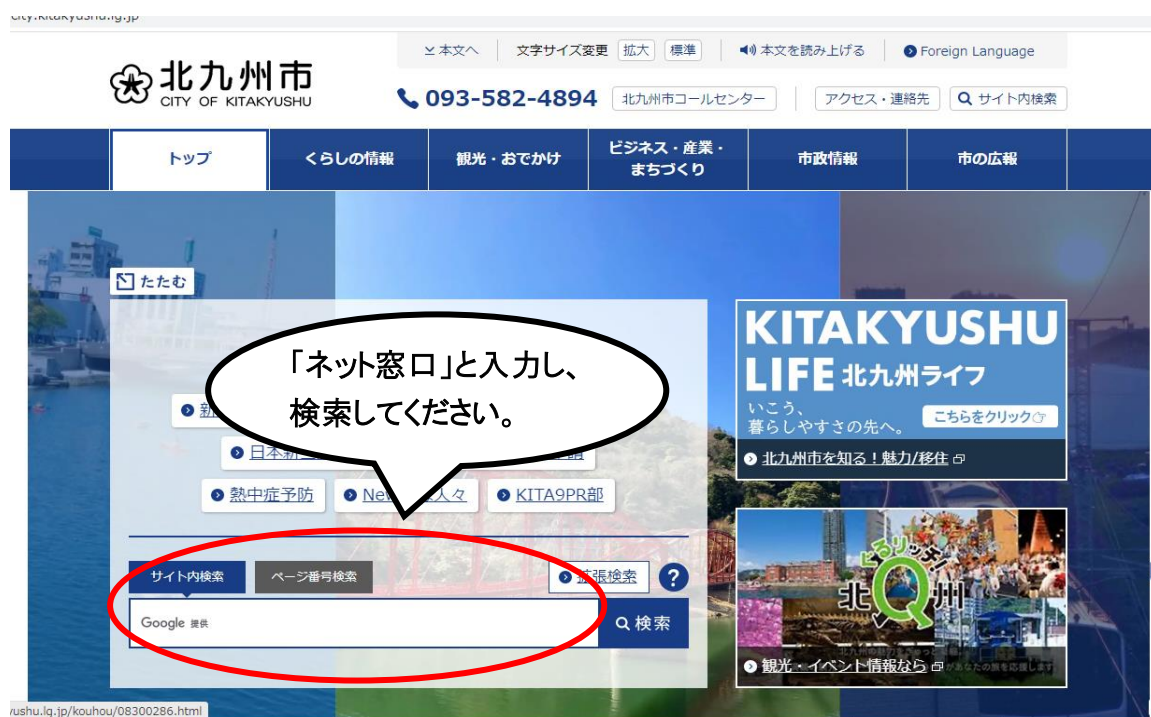 本文へ
文字サイズ変更
拡大
標準
本文を読み上げる
Foreign Language
北九州市
CITY OF KITAKYUSHU
093-582-4894
北九州市コールセンター
アクセス・連絡先
サイト内検索
トップ
くらしの情報
観光・おでかけ
ビジネス・産業・
まちづくり
市政情報
市の広報
たたむ
「ネット窓口」と入力し、
検索してください。
熱中症予防
KITA9PR部
サイト内検索
ページ番号検索
拡張検索
?
Google 提供
検索
KITAKYUSHU
LIFE 北九州ライフ
いこう、
暮らしやすさの先へ。
こちらをクリック
北九州市を知る!魅力/移住
北Q州
観光・イベント情報なら
yushu.lg.jp/kouhou/08300286.html